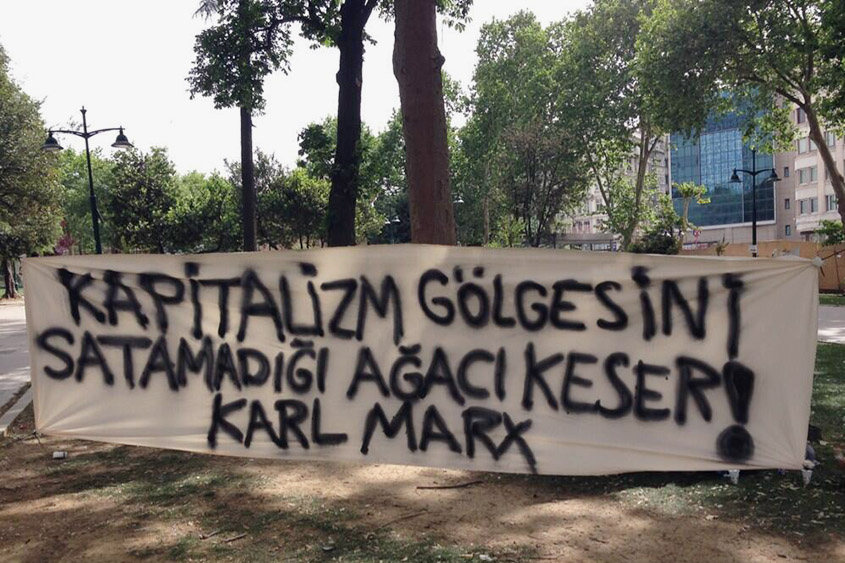 KAPİTALİZM GÖLGESİNİ
SATAMADIĞI AĞACI KESER!
KARL MARX